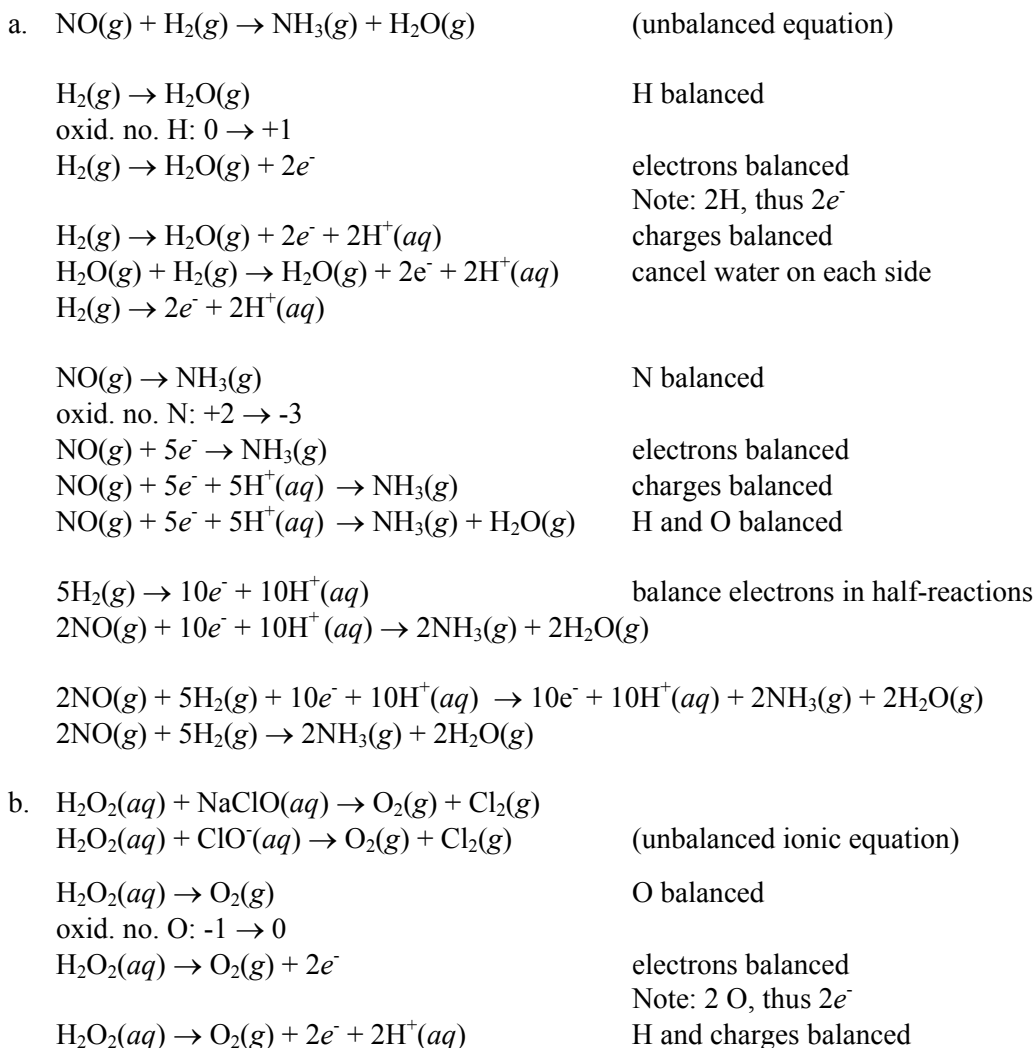 a. NO(g) + H₂(g) → NH₃(g) + H₂O(g) (unbalanced equation)
H₂(g) → H₂O(g) H balanced
oxid. no. H: 0 → +1
H₂(g) → H₂O(g) + 2e⁻ electrons balanced
Note: 2H, thus 2e⁻
H₂(g) → H₂O(g) + 2e⁻ + 2H⁺(aq) charges balanced
H₂O(g) + H₂(g) → H₂O(g) + 2e⁻ + 2H⁺(aq) cancel water on each side
H₂(g) → 2e⁻ + 2H⁺(aq)
NO(g) → NH₃(g) N balanced
oxid. no. N: +2 → -3
NO(g) + 5e⁻ → NH₃(g) electrons balanced
NO(g) + 5e⁻ + 5H⁺(aq) → NH₃(g) charges balanced
NO(g) + 5e⁻ + 5H⁺(aq) → NH₃(g) + H₂O(g) H and O balanced
5H₂(g) → 10e⁻ + 10H⁺(aq) balance electrons in half-reactions
2NO(g) + 10e⁻ + 10H⁺ (aq) → 2NH₃(g) + 2H₂O(g)
2NO(g) + 5H₂(g) + 10e⁻ + 10H⁺(aq) → 10e⁻ + 10H⁺(aq) + 2NH₃(g) + 2H₂O(g)
2NO(g) + 5H₂(g) → 2NH₃(g) + 2H₂O(g)
b. H₂O₂(aq) + NaClO(aq) → O₂(g) + Cl₂(g)
H₂O₂(aq) + ClO⁻(aq) → O₂(g) + Cl₂(g) (unbalanced ionic equation)
H₂O₂(aq) → O₂(g) O balanced
oxid. no. O: -1 → 0
H₂O₂(aq) → O₂(g) + 2e⁻ electrons balanced
Note: 2 O, thus 2e⁻
H₂O₂(aq) → O₂(g) + 2e⁻ + 2H⁺(aq) H and charges balanced